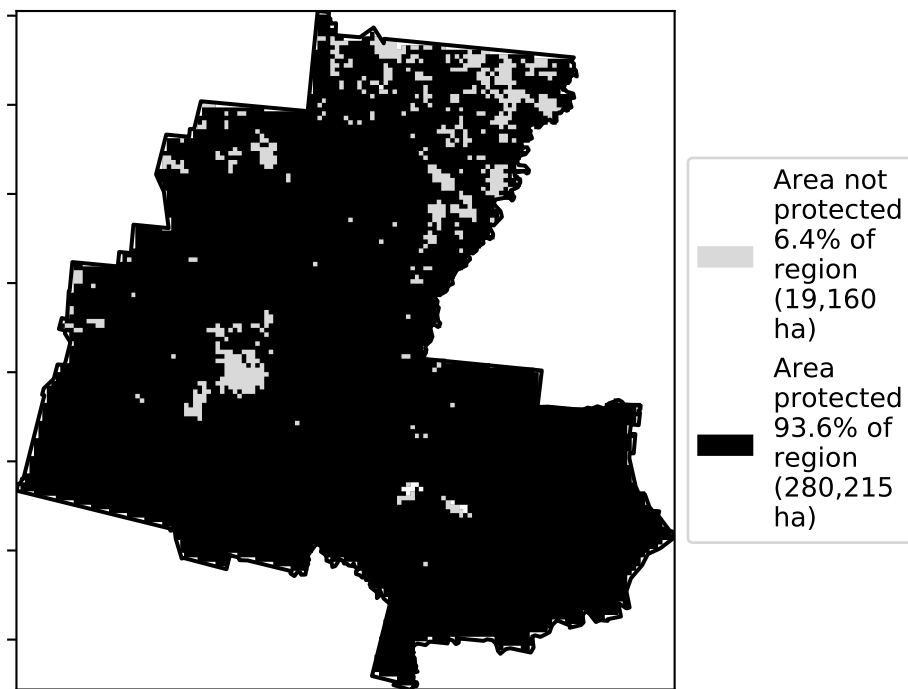 Area not
protected
6.4% of
region
(19,160
ha)
Area
protected
93.6% of
region
(280,215
ha)